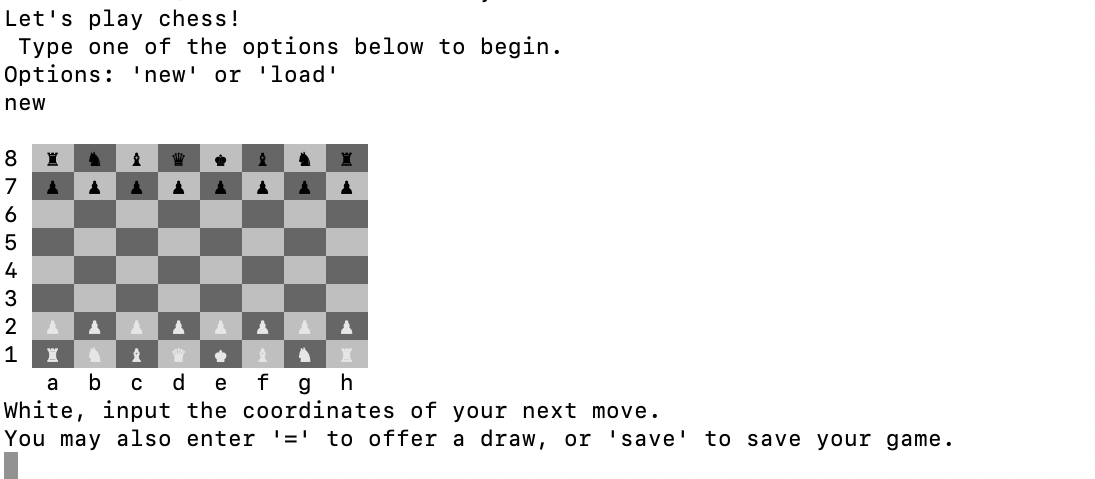 Let's play chess!
Type one of the options below to begin.
Options: 'new' or 'load'
new
8
7
6
5
4
3
2
1
a b c d e f g h
White, input the coordinates of your next move.
You may also enter '=' to offer a draw, or 'save' to save your game.